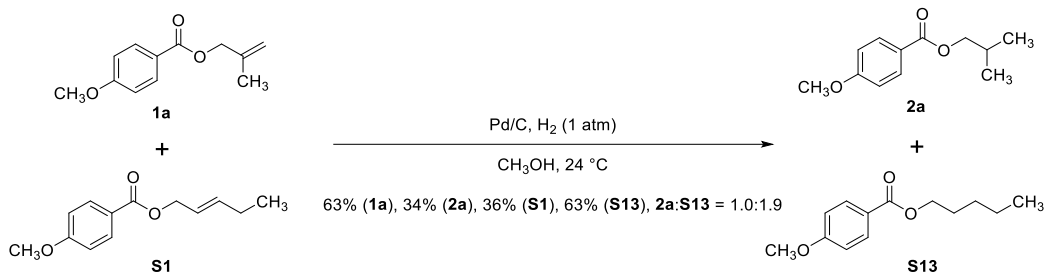 O
O
CH₃
CH₃O
1a
+
O
O
CH₃
CH₃O
S1
Pd/C, H₂ (1 atm)
CH₃OH, 24 °C
63% (1a), 34% (2a), 36% (S1), 63% (S13), 2a:S13 = 1.0:1.9
O
O
CH₃
CH₃
CH₃O
2a
+
O
O
CH₃
CH₃O
S13